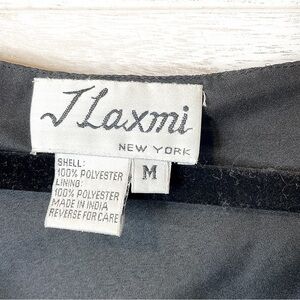 J Laxmi
NEW YORK
M
SHELL:
100% POLYESTER
LINING:
100% POLYESTER
MADE IN INDIA
REVERSE FOR CARE